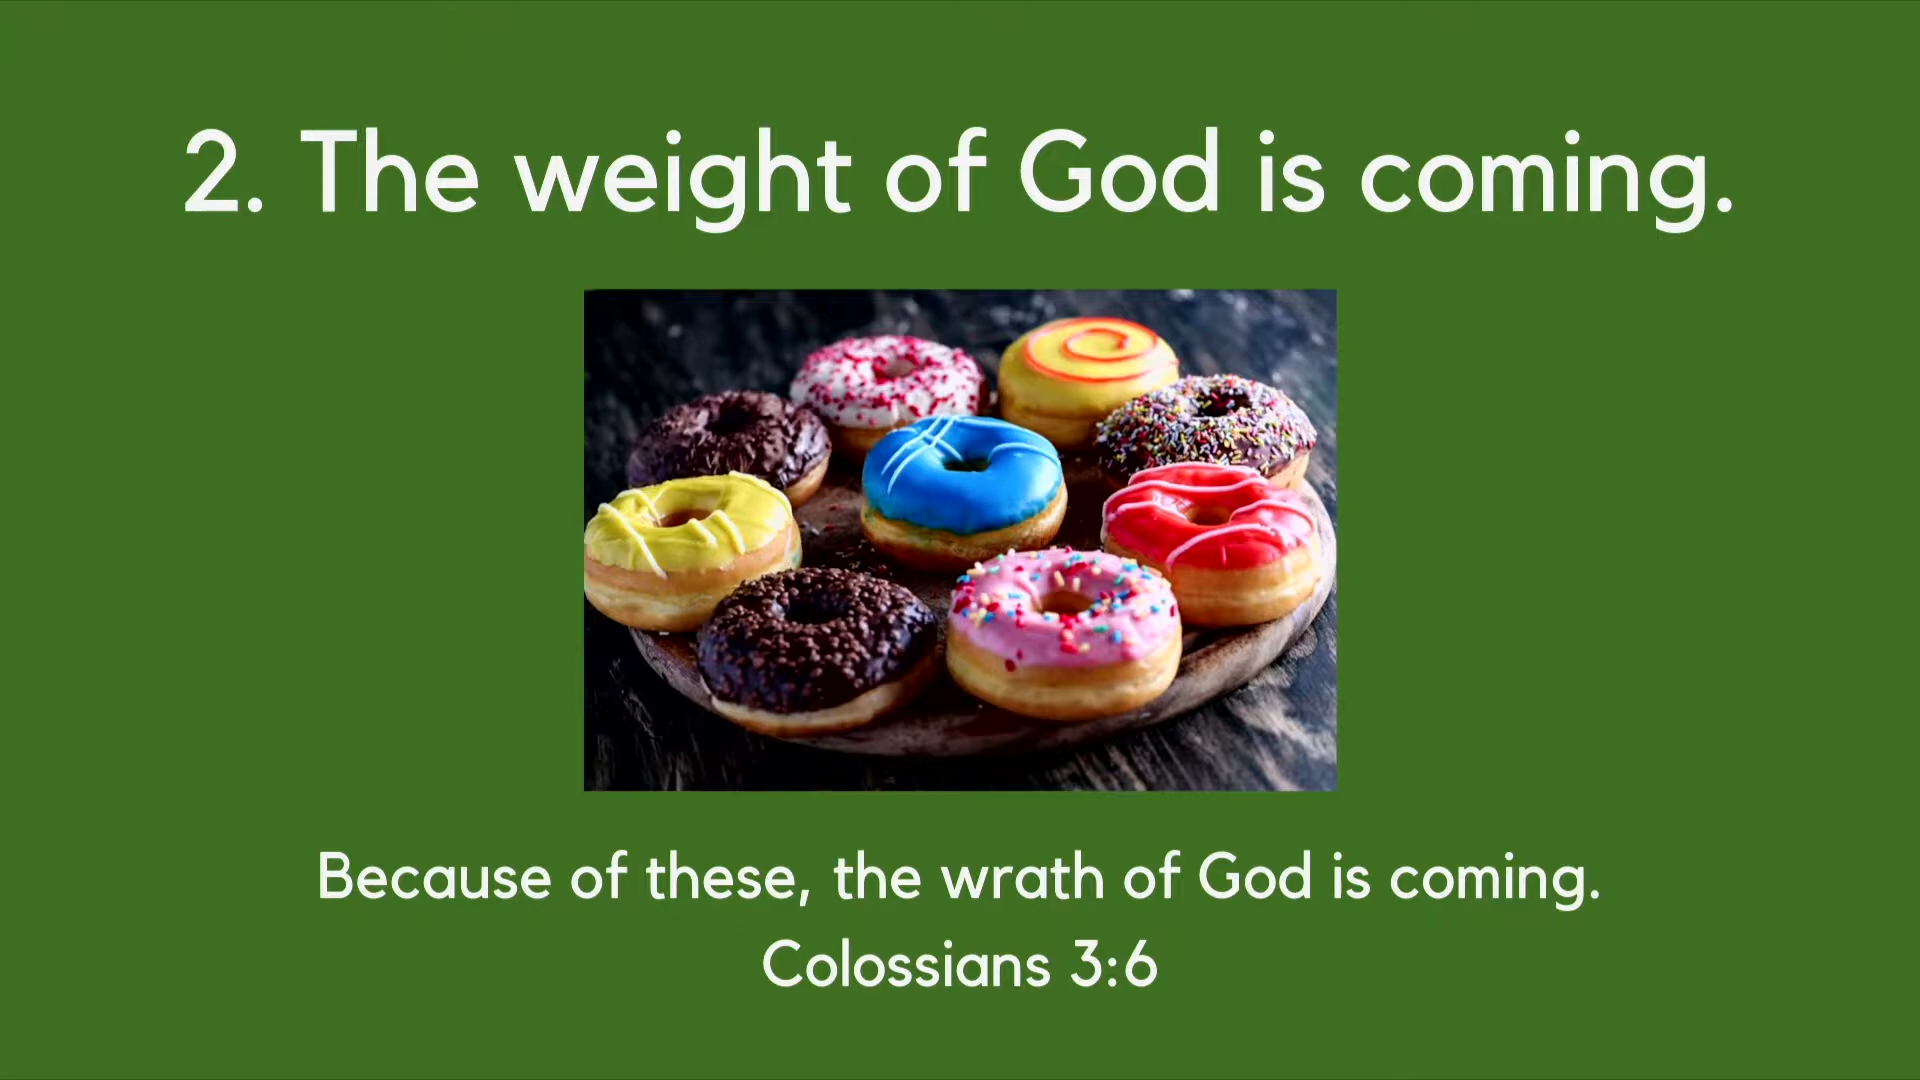 2. The weight of God is coming.
Because of these, the wrath of God is coming.
Colossians 3:6